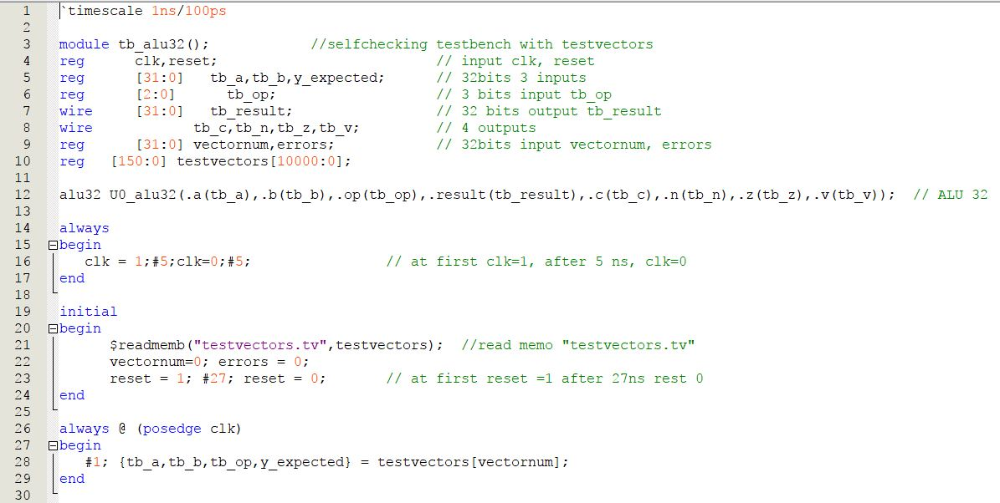 1 `timescale 1ns/100ps
2
3 module tb_alu32(); //selfchecking testbench with testvectors
4 reg clk,reset; // input clk, reset
5 reg [31:0] tb_a,tb_b,y_expected; // 32bits 3 inputs
6 reg [2:0] tb_op; // 3 bits input tb_op
7 wire [31:0] tb_result; // 32 bits output tb_result
8 wire tb_c,tb_n,tb_z,tb_v; // 4 outputs
9 reg [31:0] vectornum,errors; // 32bits input vectornum, errors
10 reg [150:0] testvectors[10000:0];
11
12 alu32 U0_alu32(.a(tb_a),.b(tb_b),.op(tb_op),.result(tb_result),.c(tb_c),.n(tb_n),.z(tb_z),.v(tb_v)); // ALU 32
13
14 always
15 begin
16 clk = 1;#5;clk=0;#5; // at first clk=1, after 5 ns, clk=0
17 end
18
19 initial
20 begin
21 $readmemb("testvectors.tv",testvectors); //read memo "testvectors.tv"
22 vectornum=0; errors = 0;
23 reset = 1; #27; reset = 0; // at first reset =1 after 27ns rest 0
24 end
25
26 always @ (posedge clk)
27 begin
28 #1; {tb_a,tb_b,tb_op,y_expected} = testvectors[vectornum];
29 end
30